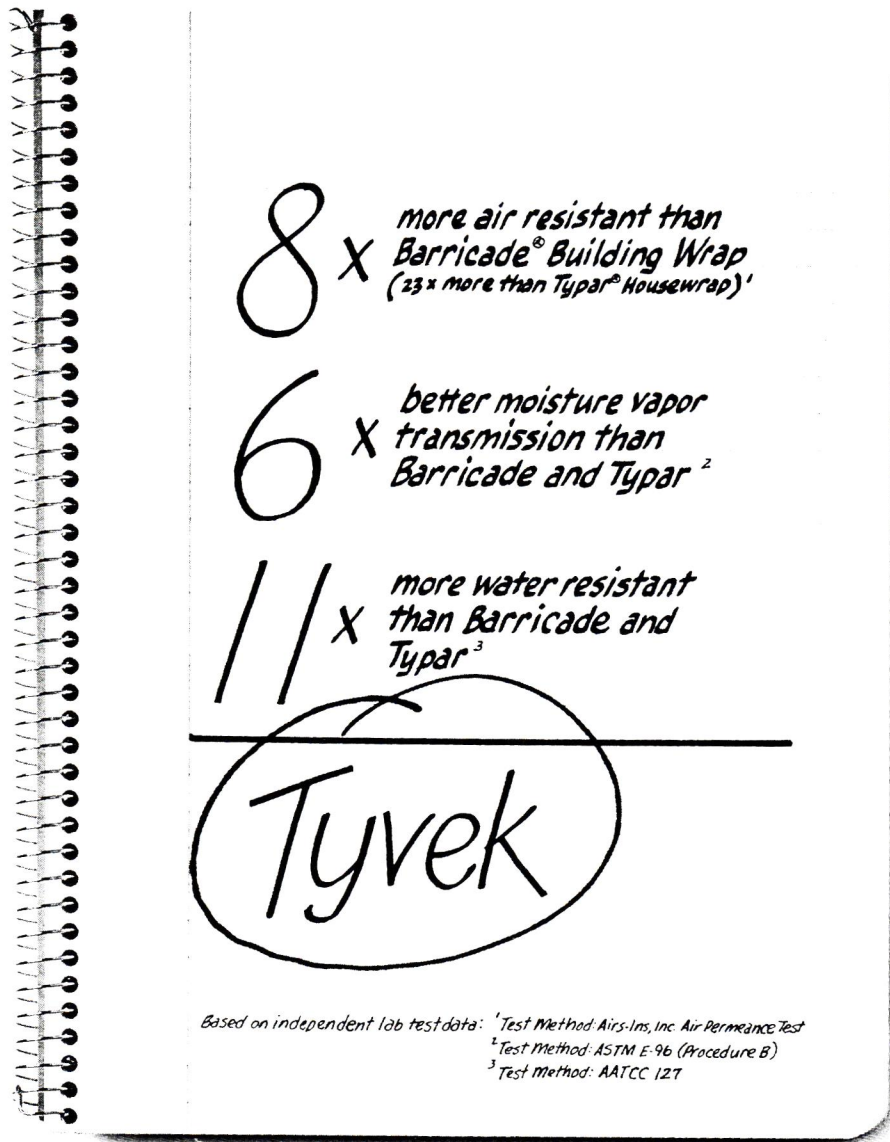 8 x more air resistant than
Barricade® Building Wrap
(23x more than Typar® Housewrap)¹
6 x better moisture vapor
transmission than
Barricade and Typar ²
11 x more water resistant
than Barricade and
Typar ³
Tyvek
Based on independent lab test data: ¹Test Method: Airs-Ins, Inc. Air Permeance Test
²Test Method: ASTM E-96 (Procedure B)
³Test Method: AATCC 127